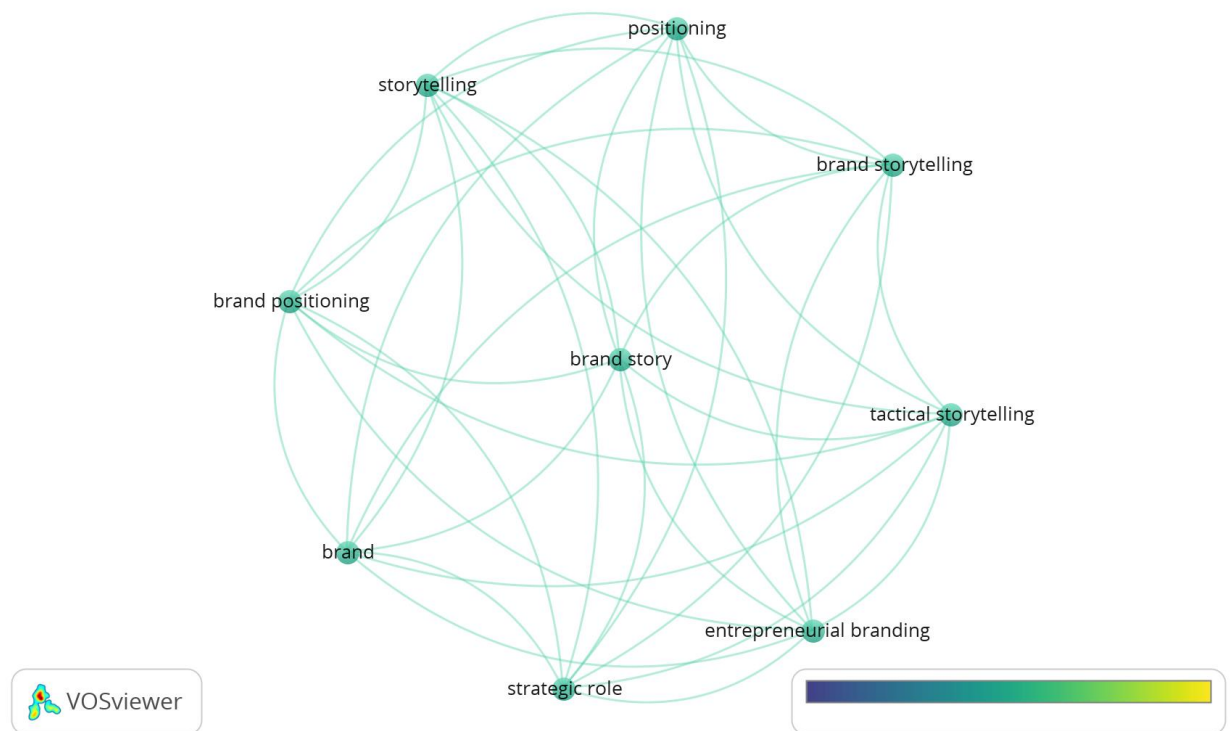 positioning
storytelling
brand storytelling
brand positioning
brand story
tactical storytelling
brand
entrepreneurial branding
strategic role
VOSviewer